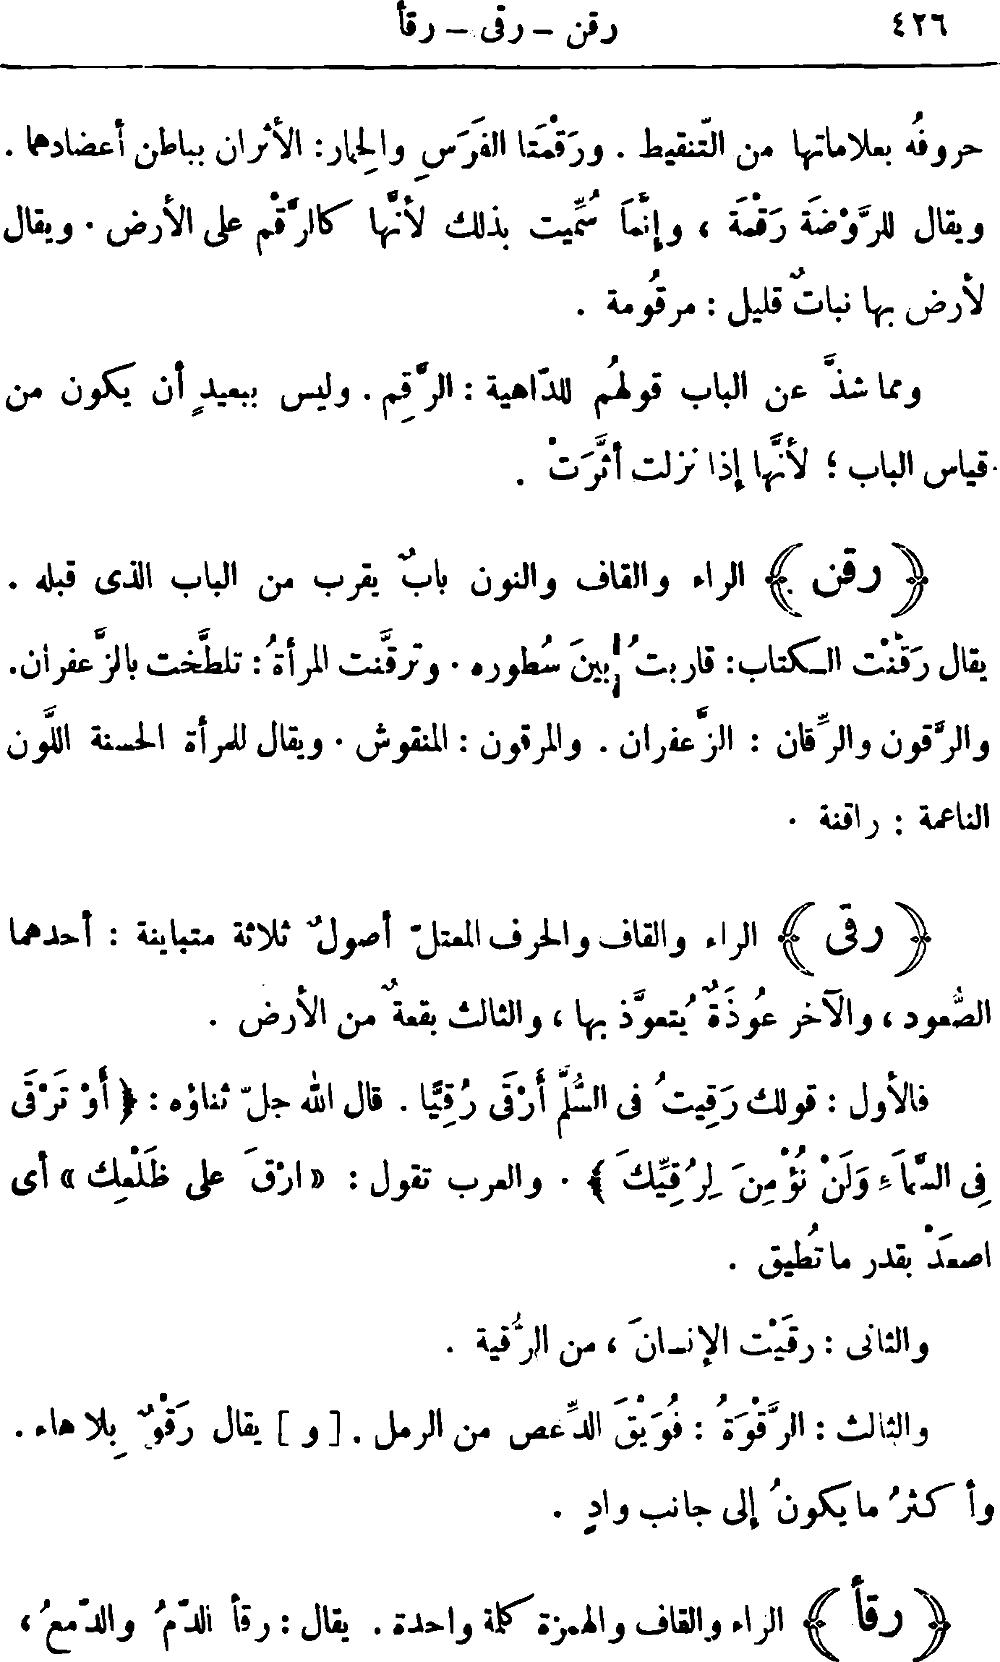 ٤٢٦ رقن – رقى – رقأ
حروفُه بعلاماتها من التّنقيط . ورَقْمَتا الفَرَسِ والحِمار : الأثران بباطن أعضادهما .
ويقال للرَّوْضَة رَقْمَة ، وإنَّمَا سُمِّيت بذلك لأنَّها كالرَّقْم على الأرض . ويقال
لأرض بها نباتٌ قليل : مرقُومة .
ومما شذَّ عن الباب قولهُم للدّاهية : الرَّقِم . وليس ببعيدٍ أن يكون من
قياس الباب ؛ لأنَّها إذا نزلت أثَّرَتْ .
﴿ رقن ﴾ الراء والقاف والنون بابٌ يقرب من الباب الذى قبله .
يقال رَقَنْت الكتاب : قاربتُ بينَ سُطوره . وترقَّنت المرأةُ : تلطَّخت بالزَّعفران .
والرَّقون والرِّقان : الزَّعفران . والمرقون : المنقوش . ويقال للمرأة الحسنة اللَّون
الناعمة : راقنة .
﴿ رقى ﴾ الراء والقاف والحرف المعتلّ أصولٌ ثلاثة متباينة : أحدهما
الصُّعود ، والآخر عُوذَةٌ يُتعوَّذ بها ، والثالث بقعةٌ من الأرض .
فالأول : قولك رَقِيتُ فى السُّلَّم أَرْقَى رُقِيًّا . قال الله جلّ ثناؤه : ﴿ أَوْ تَرْقَى
فِى السَّمَاءِ وَلَنْ نُؤْمِنَ لِرُقِيِّكَ ﴾ . والعرب تقول : « ارْقَ على ظَلْعِك » أى
اصعَدْ بقدر ما تُطيق .
والثانى : رقَيْت الإنسانَ ، من الرُّقية .
والثالث : الرَّقْوَةُ : فُوَيْقَ الدِّعص من الرمل . [ و ] يقال رَقْوٌ بِلا هاء .
وأكثرُ ما يكونُ إلى جانب وادٍ .
﴿ رقأ ﴾ الراء والقاف والهمزة كلمة واحدة . يقال : رقأ الدّمُ والدّمعُ ،